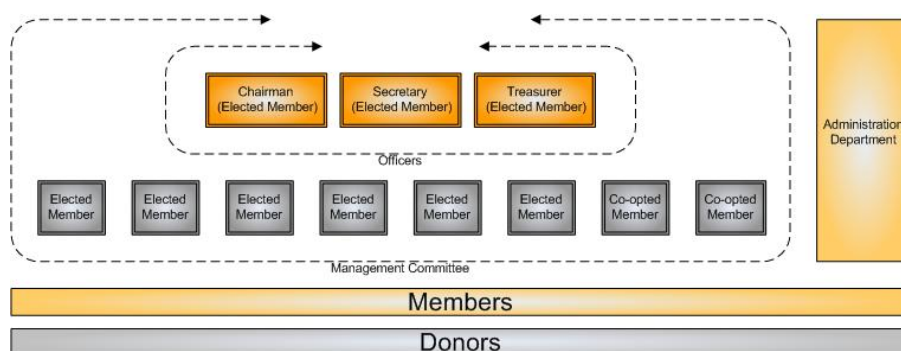 Chairman
(Elected Member)
Secretary
(Elected Member)
Treasurer
(Elected Member)
Administration
Department
Officers
Elected
Member
Elected
Member
Elected
Member
Elected
Member
Elected
Member
Elected
Member
Co-opted
Member
Co-opted
Member
Management Committee
Members
Donors